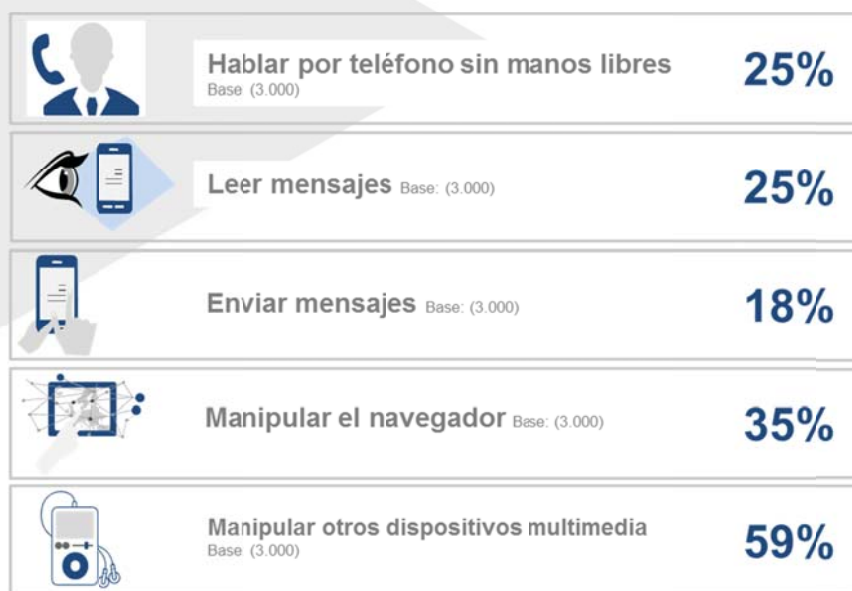 Hablar por teléfono sin manos libres 25%
Base (3.000)
Leer mensajes Base: (3.000) 25%
Enviar mensajes Base: (3.000) 18%
Manipular el navegador Base: (3.000) 35%
Manipular otros dispositivos multimedia 59%
Base (3.000)